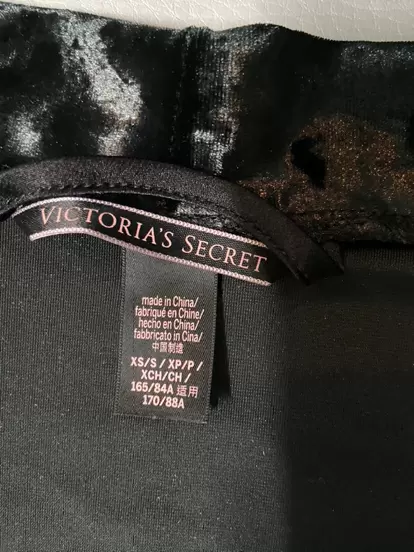 VICTORIA'S SECRET
made in China/
fabriqué en Chine/
hecho en China/
fabbricato in Cina/
中国制造
XS/S / XP/P /
XCH/CH /
165/84A 适用
170/88A